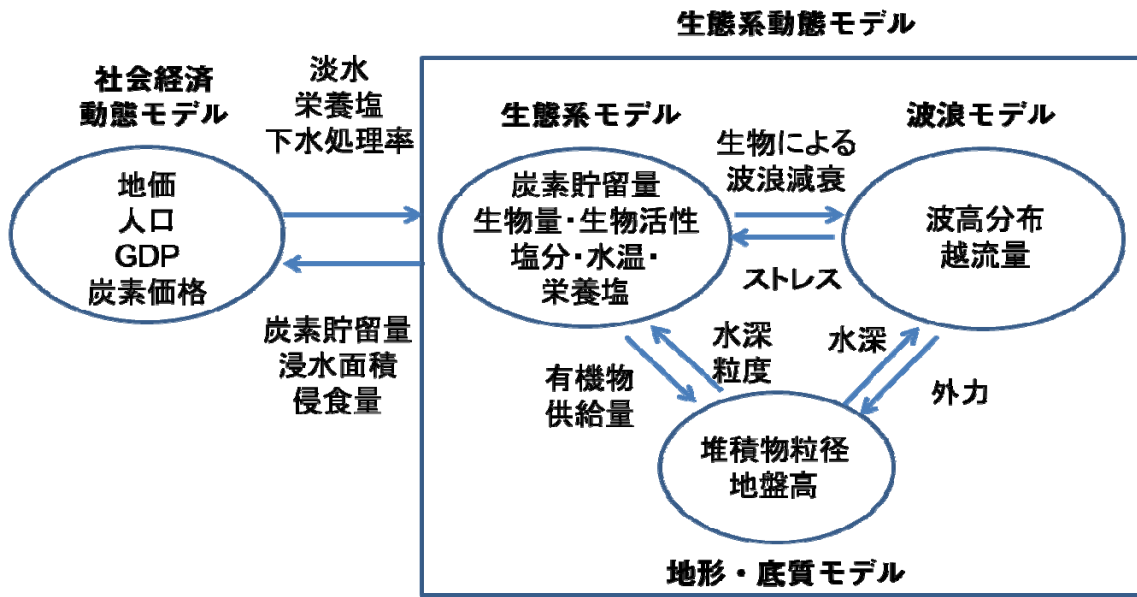 生態系動態モデル
社会経済
動態モデル
淡水
栄養塩
下水処理率
生態系モデル
波浪モデル
生物による
波浪減衰
地価
人口
GDP
炭素価格
炭素貯留量
生物量・生物活性
塩分・水温・
栄養塩
波高分布
越流量
ストレス
炭素貯留量
浸水面積
侵食量
有機物
供給量
水深
粒度
水深
外力
堆積物粒径
地盤高
地形・底質モデル